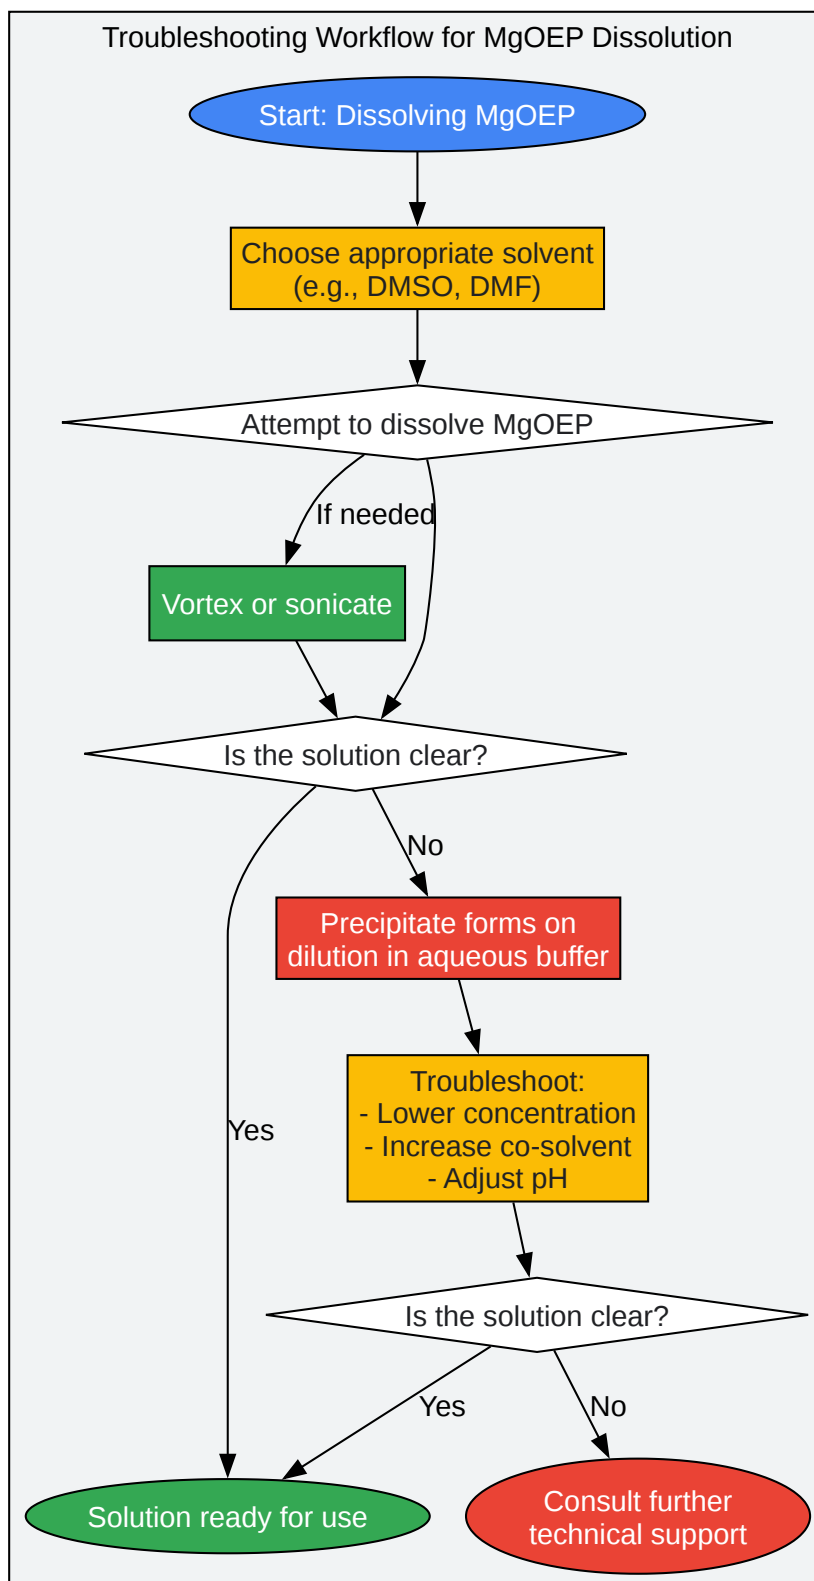 Troubleshooting Workflow for MgOEP Dissolution
Start: Dissolving MgOEP
Choose appropriate solvent
(e.g., DMSO, DMF)
Attempt to dissolve MgOEP
If needed
Vortex or sonicate
Is the solution clear?
No
Precipitate forms on
dilution in aqueous buffer
Troubleshoot:
- Lower concentration
- Increase co-solvent
- Adjust pH
Yes
Is the solution clear?
Yes
No
Solution ready for use
Consult further
technical support